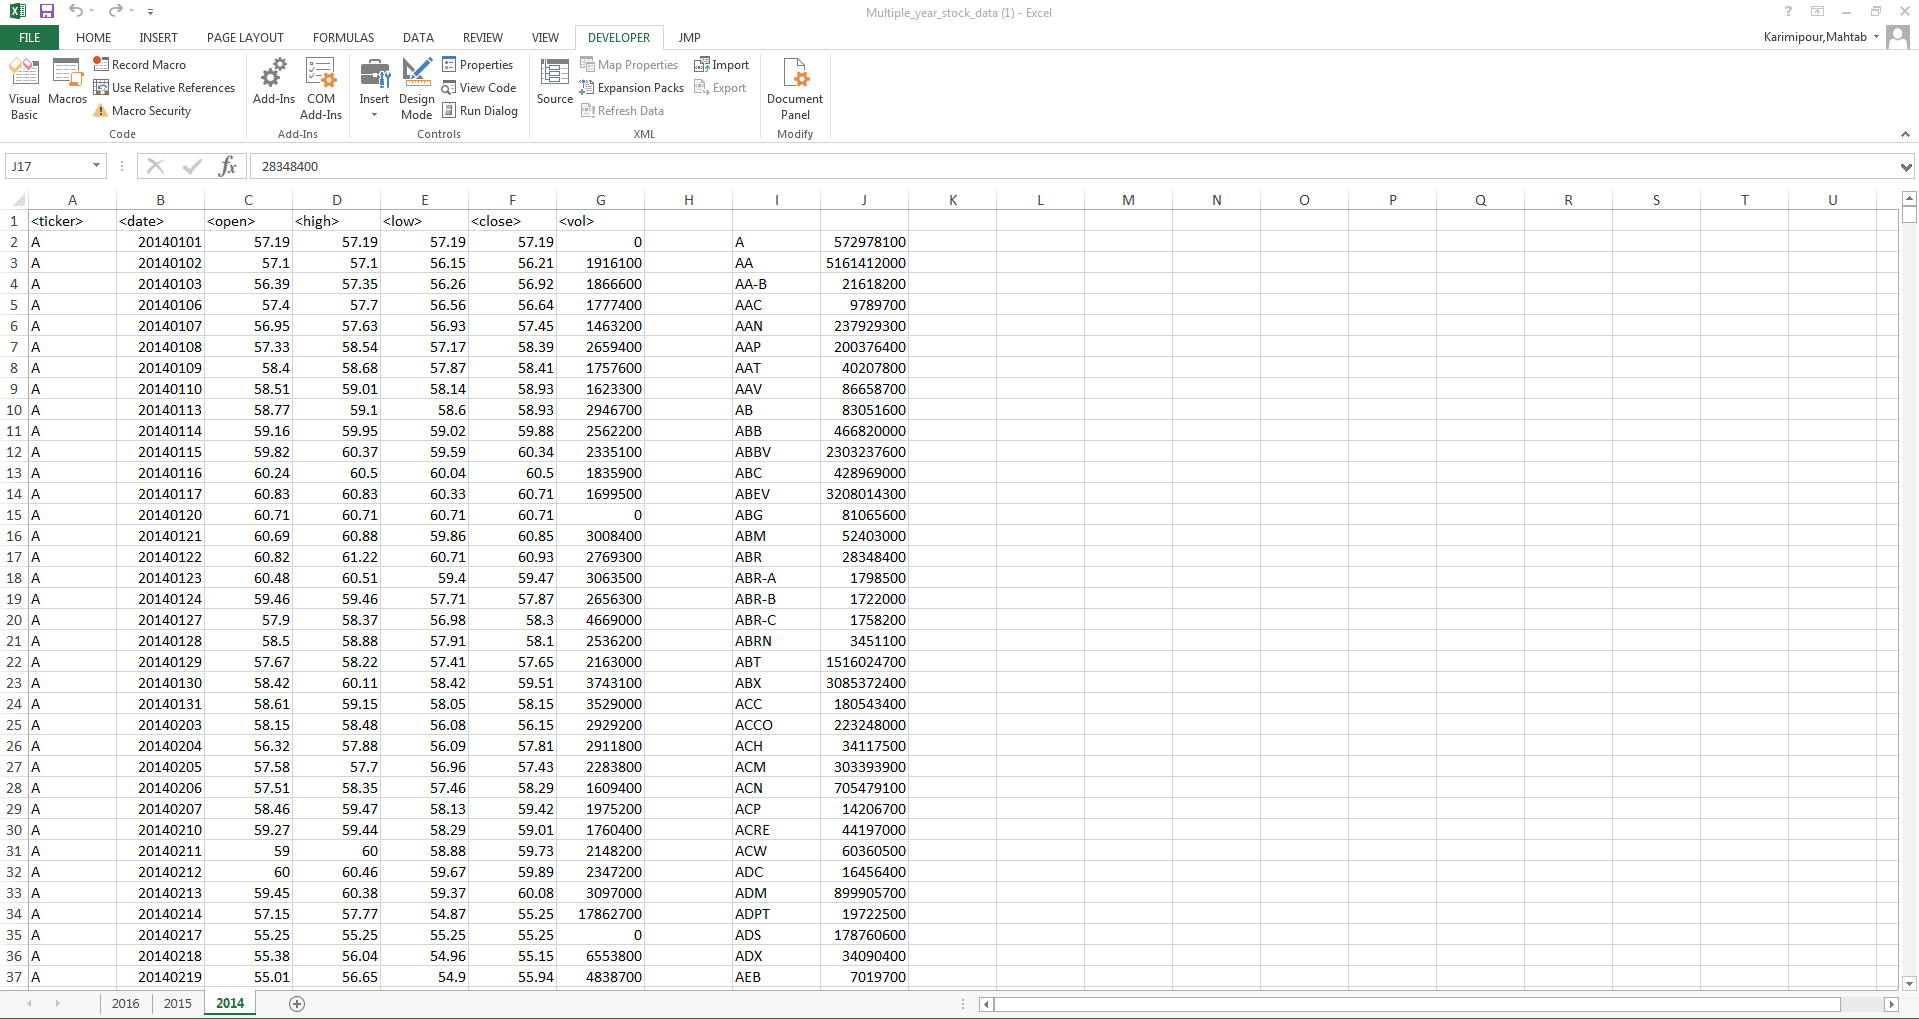 Multiple_year_stock_data (1) - Excel
FILE HOME INSERT PAGE LAYOUT FORMULAS DATA REVIEW VIEW DEVELOPER JMP Karimipour,Mahtab
Visual Basic
Macros
Record Macro
Use Relative References
Macro Security
Code
Add-Ins
COM Add-Ins
Add-Ins
Insert
Design Mode
Properties
View Code
Run Dialog
Controls
Source
Map Properties
Expansion Packs
Refresh Data
Import
Export
XML
Document Panel
Modify
J17 fx 28348400
A B C D E F G H I J K L M N O P Q R S T U
1 <ticker> <date> <open> <high> <low> <close> <vol>
2 A 20140101 57.19 57.19 57.19 57.19 0 A 572978100
3 A 20140102 57.1 57.1 56.15 56.21 1916100 AA 5161412000
4 A 20140103 56.39 57.35 56.26 56.92 1866600 AA-B 21618200
5 A 20140106 57.4 57.7 56.56 56.64 1777400 AAC 9789700
6 A 20140107 56.95 57.63 56.93 57.45 1463200 AAN 237929300
7 A 20140108 57.33 58.54 57.17 58.39 2659400 AAP 200376400
8 A 20140109 58.4 58.68 57.87 58.41 1757600 AAT 40207800
9 A 20140110 58.51 59.01 58.14 58.93 1623300 AAV 86658700
10 A 20140113 58.77 59.1 58.6 58.93 2946700 AB 83051600
11 A 20140114 59.16 59.95 59.02 59.88 2562200 ABB 466820000
12 A 20140115 59.82 60.37 59.59 60.34 2335100 ABBV 2303237600
13 A 20140116 60.24 60.5 60.04 60.5 1835900 ABC 428969000
14 A 20140117 60.83 60.83 60.33 60.71 1699500 ABEV 3208014300
15 A 20140120 60.71 60.71 60.71 60.71 0 ABG 81065600
16 A 20140121 60.69 60.88 59.86 60.85 3008400 ABM 52403000
17 A 20140122 60.82 61.22 60.71 60.93 2769300 ABR 28348400
18 A 20140123 60.48 60.51 59.4 59.47 3063500 ABR-A 1798500
19 A 20140124 59.46 59.46 57.71 57.87 2656300 ABR-B 1722000
20 A 20140127 57.9 58.37 56.98 58.3 4669000 ABR-C 1758200
21 A 20140128 58.5 58.88 57.91 58.1 2536200 ABRN 3451100
22 A 20140129 57.67 58.22 57.41 57.65 2163000 ABT 1516024700
23 A 20140130 58.42 60.11 58.42 59.51 3743100 ABX 3085372400
24 A 20140131 58.61 59.15 58.05 58.15 3529000 ACC 180543400
25 A 20140203 58.15 58.48 56.08 56.15 2929200 ACCO 223248000
26 A 20140204 56.32 57.88 56.09 57.81 2911800 ACH 34117500
27 A 20140205 57.58 57.7 56.96 57.43 2283800 ACM 303393900
28 A 20140206 57.51 58.35 57.46 58.29 1609400 ACN 705479100
29 A 20140207 58.46 59.47 58.13 59.42 1975200 ACP 14206700
30 A 20140210 59.27 59.44 58.29 59.01 1760400 ACRE 44197000
31 A 20140211 59 60 58.88 59.73 2148200 ACW 60360500
32 A 20140212 60 60.46 59.67 59.89 2347200 ADC 16456400
33 A 20140213 59.45 60.38 59.37 60.08 3097000 ADM 899905700
34 A 20140214 57.15 57.77 54.87 55.25 17862700 ADPT 19722500
35 A 20140217 55.25 55.25 55.25 55.25 0 ADS 178760600
36 A 20140218 55.38 56.04 54.96 55.15 6553800 ADX 34090400
37 A 20140219 55.01 56.65 54.9 55.94 4838700 AEB 7019700
2016 2015 2014